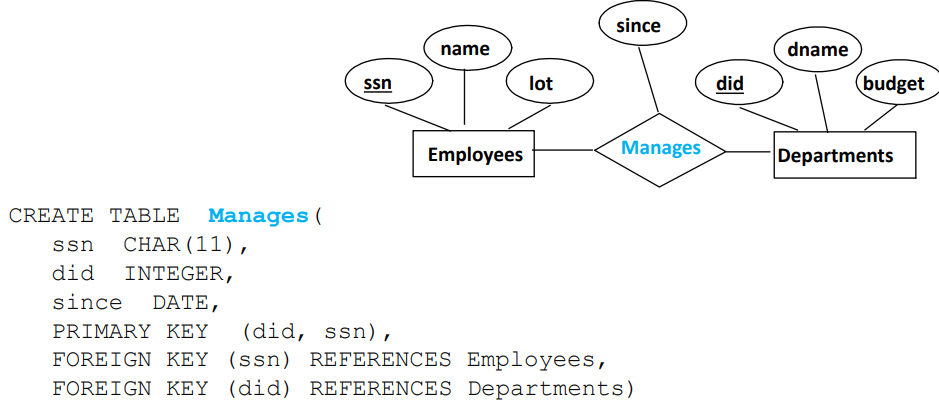 since
name
dname
ssn
lot
did
budget
Employees
Manages
Departments
CREATE TABLE Manages(
ssn CHAR(11),
did INTEGER,
since DATE,
PRIMARY KEY (did, ssn),
FOREIGN KEY (ssn) REFERENCES Employees,
FOREIGN KEY (did) REFERENCES Departments)